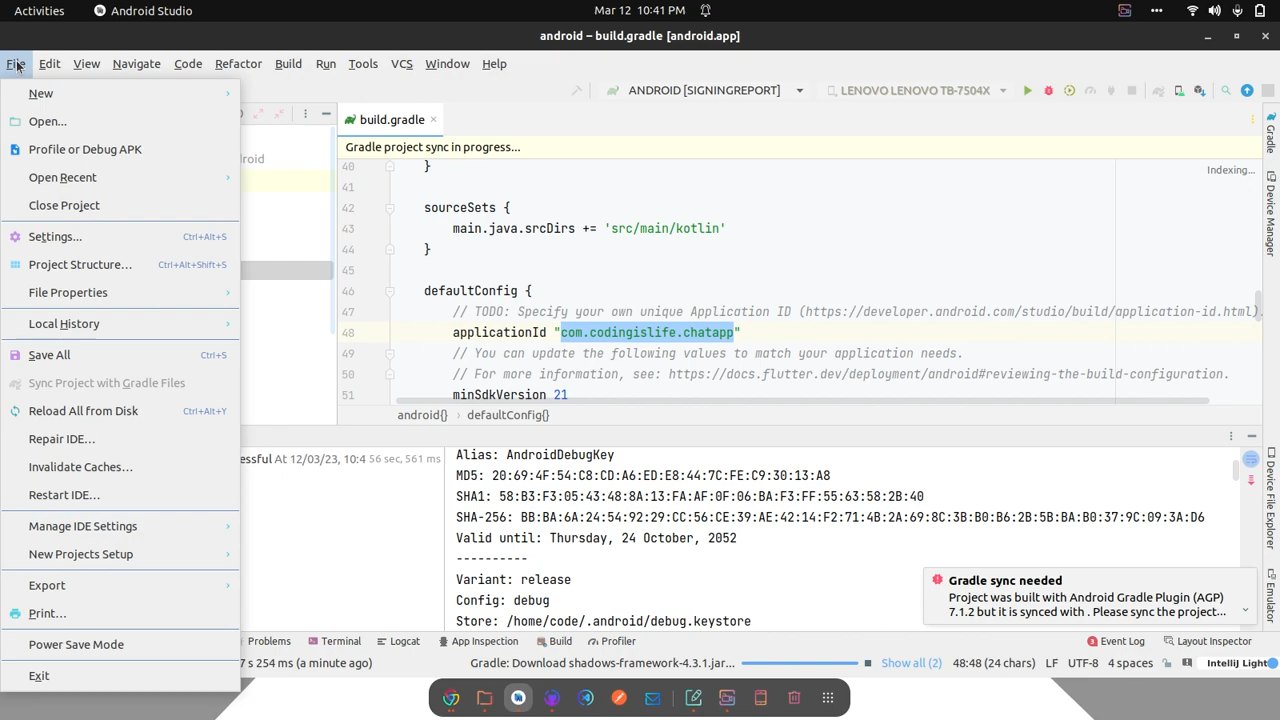 Activities Android Studio Mar 12 10:41 PM
android – build.gradle [android.app]
File Edit View Navigate Code Refactor Build Run Tools VCS Window Help
ANDROID [SIGNINGREPORT] LENOVO LENOVO TB-7504X
New
Open...
Profile or Debug APK
Open Recent
Close Project
Settings... Ctrl+Alt+S
Project Structure... Ctrl+Alt+Shift+S
File Properties
Local History
Save All Ctrl+S
Sync Project with Gradle Files
Reload All from Disk Ctrl+Alt+Y
Repair IDE...
Invalidate Caches...
Restart IDE...
Manage IDE Settings
New Projects Setup
Export
Print...
Power Save Mode
Exit
build.gradle
Gradle project sync in progress...
Indexing...
40 }
41
42 sourceSets {
43 main.java.srcDirs += 'src/main/kotlin'
44 }
45
46 defaultConfig {
47 // TODO: Specify your own unique Application ID (https://developer.android.com/studio/build/application-id.html).
48 applicationId "com.codingislife.chatapp"
49 // You can update the following values to match your application needs.
50 // For more information, see: https://docs.flutter.dev/deployment/android#reviewing-the-build-configuration.
51 minSdkVersion 21
android{} › defaultConfig{}
droid
essful At 12/03/23, 10:4 56 sec, 561 ms
Alias: AndroidDebugKey
MD5: 20:69:4F:54:C8:CD:A6:ED:E8:44:7C:FE:C9:30:13:A8
SHA1: 58:B3:F3:05:43:48:8A:13:FA:AF:0F:06:BA:F3:FF:55:63:58:2B:40
SHA-256: BB:BA:6A:24:54:92:29:CC:56:CE:39:AE:42:14:F2:71:4B:2A:69:8C:3B:B0:B6:2B:5B:BA:B0:37:9C:09:3A:D6
Valid until: Thursday, 24 October, 2052
----------
Variant: release
Config: debug
Store: /home/code/.android/debug.keystore
Gradle sync needed
Project was built with Android Gradle Plugin (AGP)
7.1.2 but it is synced with . Please sync the project...
Gradle
Device Manager
Device File Explorer
Emulator
Problems Terminal Logcat App Inspection Build Profiler Event Log Layout Inspector
7 s 254 ms (a minute ago) Gradle: Download shadows-framework-4.3.1.jar... Show all (2) 48:48 (24 chars) LF UTF-8 4 spaces IntelliJ Light